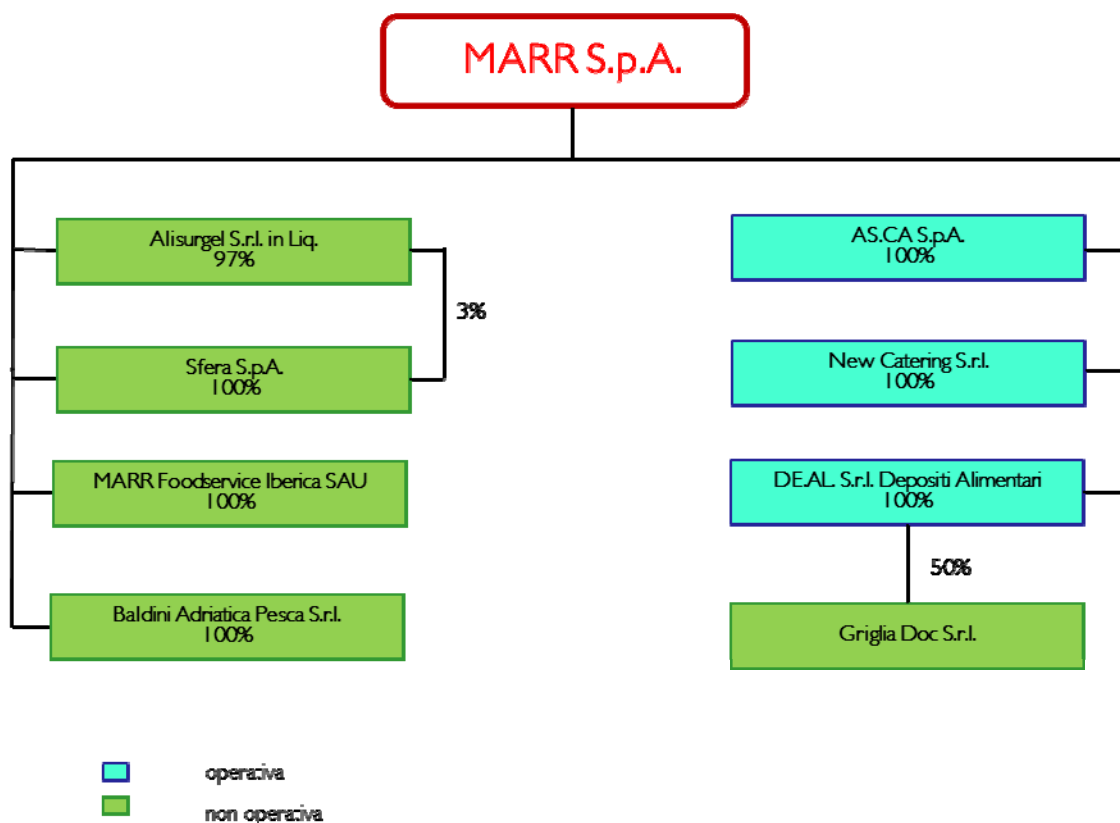 MARR S.p.A.
Alisurgel S.r.l. in Liq.
97%
3%
Sfera S.p.A.
100%
MARR Foodservice Iberica SAU
100%
Baldini Adriatica Pesca S.r.l.
100%
AS.CA S.p.A.
100%
New Catering S.r.l.
100%
DE.AL. S.r.l. Depositi Alimentari
100%
50%
Griglia Doc S.r.l.
operativa
non operativa